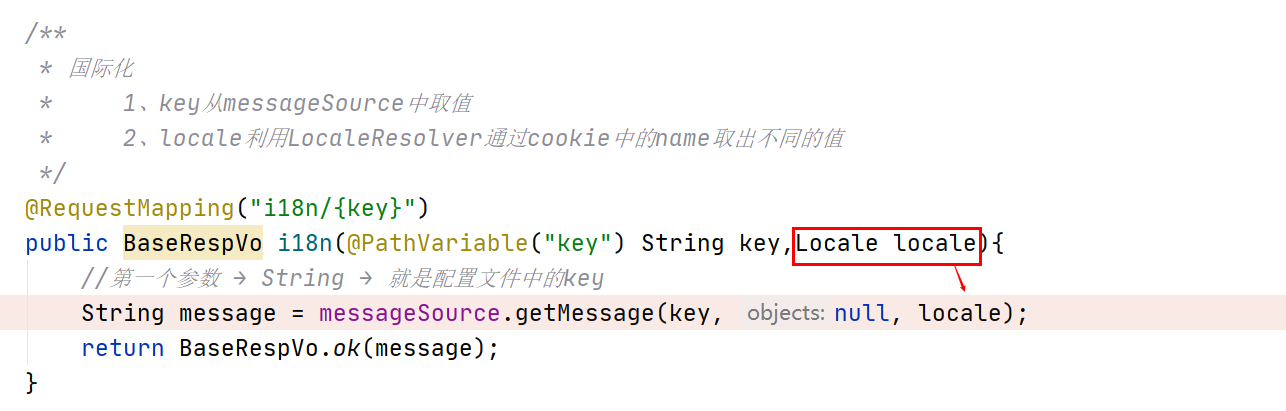 /**
 * 国际化
 *     1、key从messageSource中取值
 *     2、locale利用LocaleResolver通过cookie中的name取出不同的值
 */
@RequestMapping("i18n/{key}")
public BaseRespVo i18n(@PathVariable("key") String key,Locale locale){
    //第一个参数 → String → 就是配置文件中的key
    String message = messageSource.getMessage(key, objects: null, locale);
    return BaseRespVo.ok(message);
}